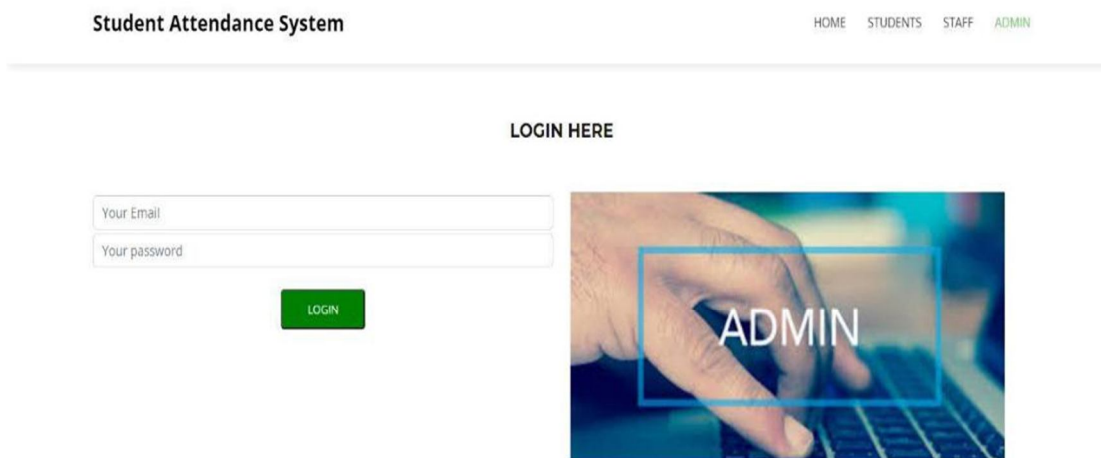 Student Attendance System
HOME STUDENTS STAFF ADMIN
LOGIN HERE
Your Email
Your password
LOGIN
ADMIN